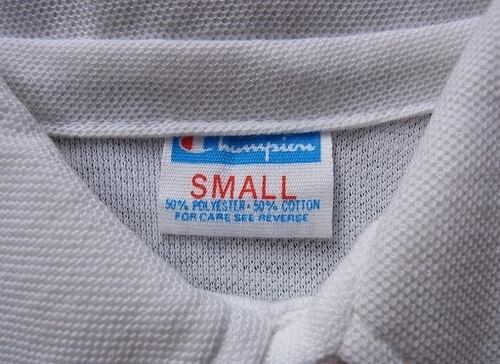 Champion
SMALL
50% POLYESTER • 50% COTTON
FOR CARE SEE REVERSE